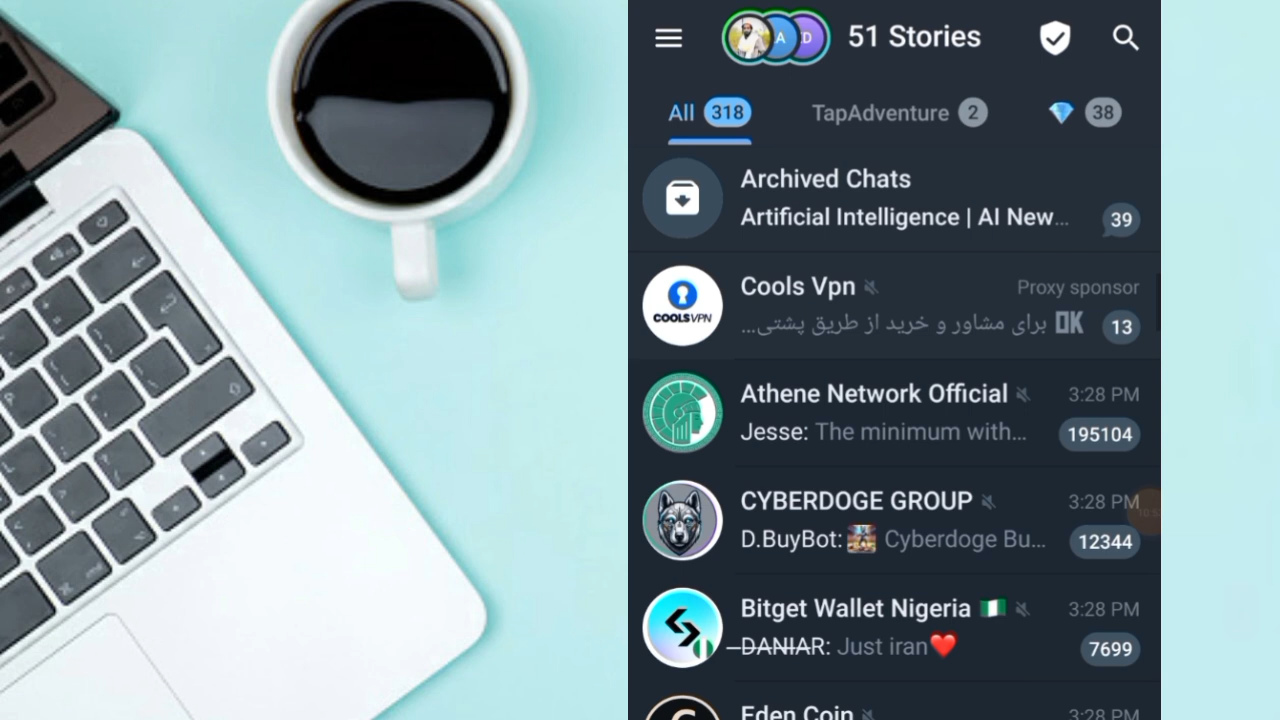 51 Stories
All 318
TapAdventure 2
38
Archived Chats
Artificial Intelligence | AI New...
39
Cools Vpn
Proxy sponsor
COOLSVPN
برای مشاور و خرید از طریق پشتی...
OK
13
Athene Network Official
3:28 PM
Jesse: The minimum with...
195104
CYBERDOGE GROUP
3:28 PM
D.BuyBot: Cyberdoge Bu...
12344
Bitget Wallet Nigeria
3:28 PM
DANIAR: Just iran
7699
Eden Coin
3:28 PM